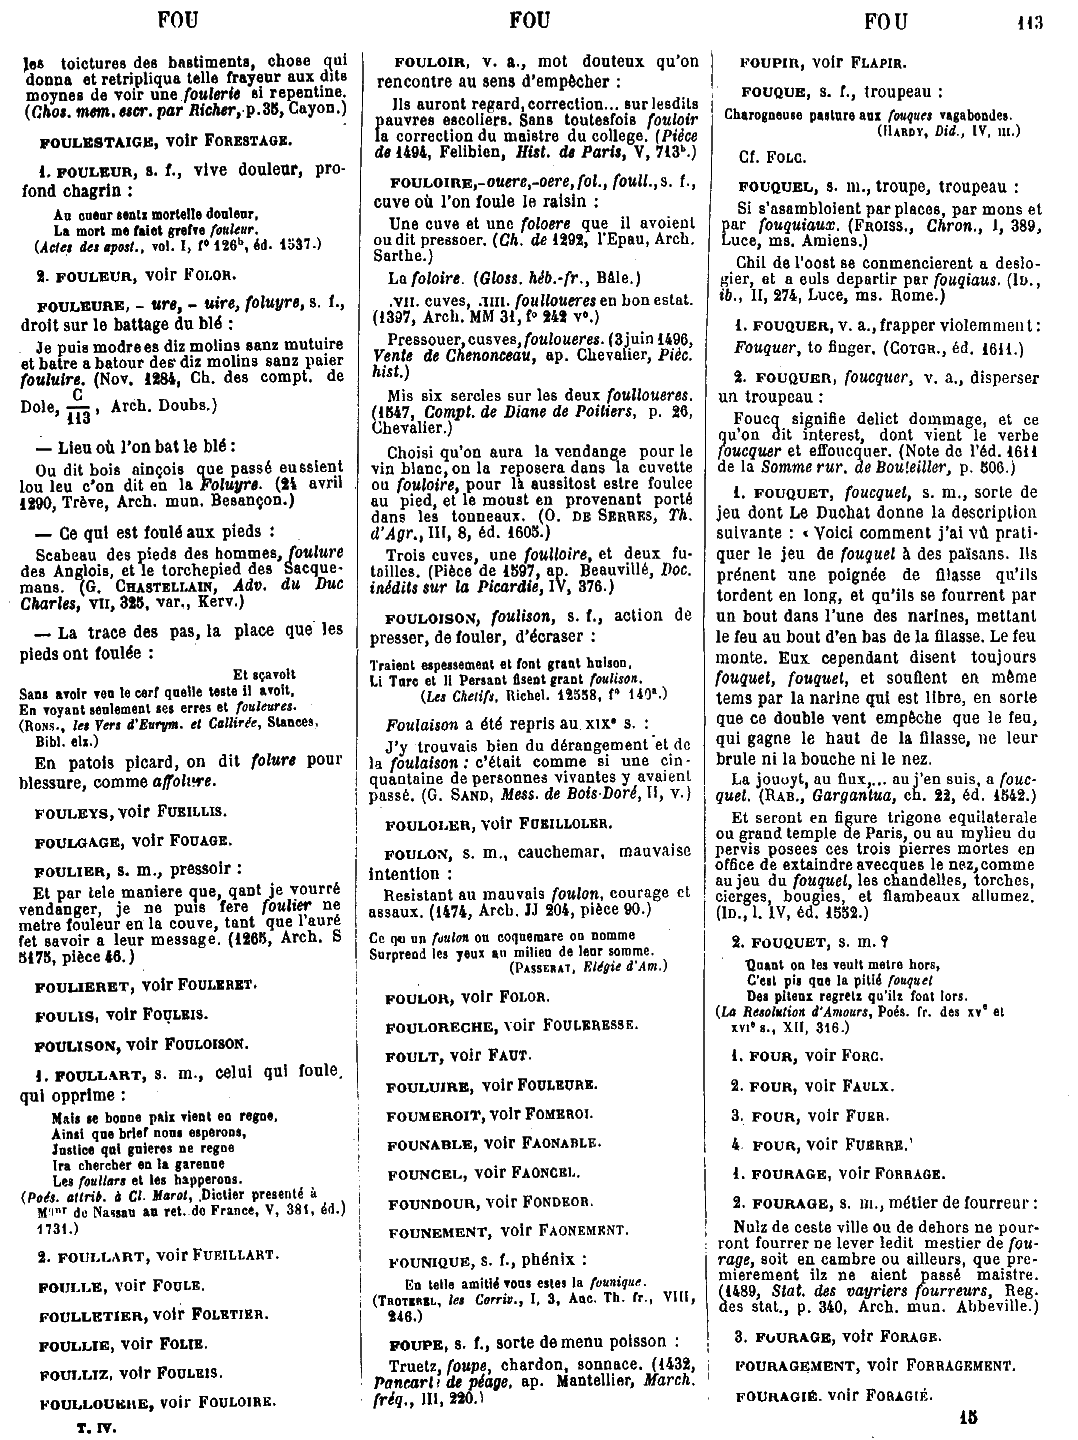 FOU
FOU
FOU
113
les toictures des bastiments, chose qui
donna et retripliqua telle frayeur aux dits
moynes de voir une foulerie si repentine.
(Chos. mem. escr. par Richer, p. 35, Cayon.)
FOULESTAIGE, voir FORESTAGE.
1. FOULEUR, s. f., vive douleur, pro-
fond chagrin :
Au cueur sentz mortelle douleur,
La mort me faict grefve fouleur.
(Actes des apost., vol. I, f° 126b, éd. 1537.)
2. FOULEUR, voir FOLOR.
FOULEURE, - ure, - uire, foluyre, s. f.,
droit sur le battage du blé :
Je puis modre es diz molins sanz mutuire
et batre a batour des diz molins sanz paier
fouluire. (Nov. 1284, Ch. des compt. de
Dole, C/113, Arch. Doubs.)
— Lieu où l'on bat le blé :
Ou dit bois ainçois que passé eussient
lou leu c'on dit en la Foluyre. (24 avril
1290, Trève, Arch. mun. Besançon.)
— Ce qui est foulé aux pieds :
Scabeau des pieds des hommes, foulure
des Anglois, et le torchepied des Sacque-
mans. (G. CHASTELLAIN, Adv. du Duc
Charles, VII, 325, var., Kerv.)
— La trace des pas, la place que les
pieds ont foulée :
Et sçavoit
Sans avoir veu le cerf quelle teste il avoit,
En voyant seulement ses erres et fouleures.
(RONS., les Vers d'Eurym. et Callirée, Stances,
Bibl. elz.)
En patois picard, on dit folure pour
blessure, comme affolure.
FOULEYS, voir FUEILLIS.
FOULGAGE, voir FOUAGE.
FOULIER, s. m., pressoir :
Et par tele maniere que, qant je vourré
vendanger, je ne puis fere foulier ne
metre fouleur en la couve, tant que l'auré
fet savoir a leur message. (1265, Arch. S
5175, pièce 46.)
FOULIERET, voir FOULERET.
FOULIS, voir FOULEIS.
FOULISON, voir FOULOISON.
1. FOULLART, s. m., celui qui foule,
qui opprime :
Mais se bonne paix vient en regne,
Ainsi que brief nous esperons,
Justice qui guieres ne regne
Ira chercher en la garenne
Les foullars et les happerons.
(Poés. attrib. à Cl. Marot, Dictier presenté à
Mgnr de Nassau au ret. de France, V, 381, éd.)
1731.)
2. FOULLART, voir FUEILLART.
FOULLE, voir FOULE.
FOULLETIER, voir FOLETIER.
FOULLIE, voir FOLIE.
FOULLIZ, voir FOULEIS.
FOULLOUERE, voir FOULOIRE.
T. IV.
FOULOIR, v. a., mot douteux qu'on
rencontre au sens d'empêcher :
Ils auront regard, correction... sur lesdits
pauvres escoliers. Sans toutesfois fouloir
la correction du maistre du college. (Pièce
de 1494, Felibien, Hist. de Paris, V, 713b.)
FOULOIRE, -ouere, -oere, fol., foull., s. f.,
cuve où l'on foule le raisin :
Une cuve et une foloere que il avoient
ou dit pressoer. (Ch. de 1292, l'Epau, Arch.
Sarthe.)
La foloire. (Gloss. héb.-fr., Bâle.)
.VII. cuves, .IIII. foulloueres en bon estat.
(1397, Arch. MM 31, f° 242 v°.)
Pressouer, cusves, fouloueres. (3 juin 1496,
Vente de Chenonceau, ap. Chevalier, Pièc.
hist.)
Mis six sercles sur les deux foulloueres.
(1547, Compt. de Diane de Poitiers, p. 26,
Chevalier.)
Choisi qu'on aura la vendange pour le
vin blanc, on la reposera dans la cuvette
ou fouloire, pour là aussitost estre foulee
au pied, et le moust en provenant porté
dans les tonneaux. (O. DE SERRES, Th.
d'Agr., III, 8, éd. 1605.)
Trois cuves, une foulloire, et deux fu-
tailles. (Pièce de 1597, ap. Beauvillé, Doc.
inédits sur la Picardie, IV, 376.)
FOULOISON, foulison, s. f., action de
presser, de fouler, d'écraser :
Traient espessement et font grant huison,
Li Turc et li Persant fisent grant foulison.
(Les Chetifs, Richel. 12558, f° 140a.)
Foulaison a été repris au XIXe s. :
J'y trouvais bien du dérangement et de
la foulaison : c'était comme si une cin-
quantaine de personnes vivantes y avaient
passé. (G. SAND, Mess. de Bois-Doré, II, v.)
FOULOLER, voir FUEILLOLER.
FOULON, s. m., cauchemar, mauvaise
intention :
Resistant au mauvais foulon, courage et
assaux. (1474, Arch. JJ 204, pièce 90.)
Ce qu un foulon ou coquemare on nomme
Surprend les yeux au milieu de leur somme.
(PASSERAT, Elégie d'Am.)
FOULOR, voir FOLOR.
FOULORECHE, voir FOULERESSE.
FOULT, voir FAUT.
FOULUIRE, voir FOULEURE.
FOUMEROIT, voir FOMEROI.
FOUNABLE, voir FAONABLE.
FOUNCEL, voir FAONCEL.
FOUNDOUR, voir FONDEOR.
FOUNEMENT, voir FAONEMENT.
FOUNIQUE, s. f., phénix :
En telle amitié vous estes la founique.
(TROTEREL, les Corriv., I, 3, Anc. Th. fr., VIII,
246.)
FOUPE, s. f., sorte de menu poisson :
Truetz, foupe, chardon, sonnace. (1432,
Pancarte de péage, ap. Mantellier, March.
fréq., III, 220.)
FOUPIR, voir FLAPIR.
FOUQUE, s. f., troupeau :
Charogneuse pasture aux fouques vagabondes.
(HARDY, Did., IV, III.)
Cf. FOLC.
FOUQUEL, s. m., troupe, troupeau :
Si s'asambloient par places, par mons et
par fouquiaux. (FROISS., Chron., I, 389,
Luce, ms. Amiens.)
Chil de l'oost se conmencierent a deslo-
gier, et a euls departir par fouqiaus. (ID.,
ib., II, 274, Luce, ms. Rome.)
1. FOUQUER, v. a., frapper violemment :
Fouquer, to finger. (COTGR., éd. 1611.)
2. FOUQUER, foucquer, v. a., disperser
un troupeau :
Foucq signifie delict dommage, et ce
qu'on dit interest, dont vient le verbe
foucquer et effoucquer. (Note de l'éd. 1611
de la Somme rur. de Bouteiller, p. 506.)
1. FOUQUET, foucquet, s. m., sorte de
jeu dont Le Duchat donne la description
suivante : « Voici comment j'ai vû prati-
quer le jeu de fouquet à des païsans. Ils
prénent une poignée de filasse qu'ils
tordent en long, et qu'ils se fourrent par
un bout dans l'une des narines, mettant
le feu au bout d'en bas de la filasse. Le feu
monte. Eux cependant disent toujours
fouquet, fouquet, et souflent en même
tems par la narine qui est libre, en sorte
que ce double vent empêche que le feu,
qui gagne le haut de la filasse, ne leur
brule ni la bouche ni le nez.
La jouoyt, au flux,... au j'en suis, a fouc-
quet. (RAB., Gargantua, ch. 22, éd. 1542.)
Et seront en figure trigone equilaterale
ou grand temple de Paris, ou au mylieu du
pervis posees ces trois pierres mortes en
office de extaindre avecques le nez, comme
au jeu du fouquet, les chandelles, torches,
cierges, bougies, et flambeaux allumez.
(ID., l. IV, éd. 1552.)
2. FOUQUET, s. m. ?
Quant on les veult metre hors,
C'est pis que la pitié fouquet
Des piteux regretz qu'ilz font lors.
(La Resolution d'Amours, Poés. fr. des XVe et
XVIe s., XII, 316.)
1. FOUR, voir FORC.
2. FOUR, voir FAULX.
3. FOUR, voir FUER.
4. FOUR, voir FUERRE.
1. FOURAGE, voir FORRAGE.
2. FOURAGE, s. m., métier de fourreur :
Nulz de ceste ville ou de dehors ne pour-
ront fourrer ne lever ledit mestier de fou-
rage, soit en cambre ou ailleurs, que pre-
mierement ilz ne aient passé maistre.
(1489, Stat. des vayriers fourreurs, Reg.
des stat., p. 340, Arch. mun. Abbeville.)
3. FOURAGE, voir FORAGE.
FOURAGEMENT, voir FORRAGEMENT.
FOURAGIÉ, voir FORAGIÉ.
15